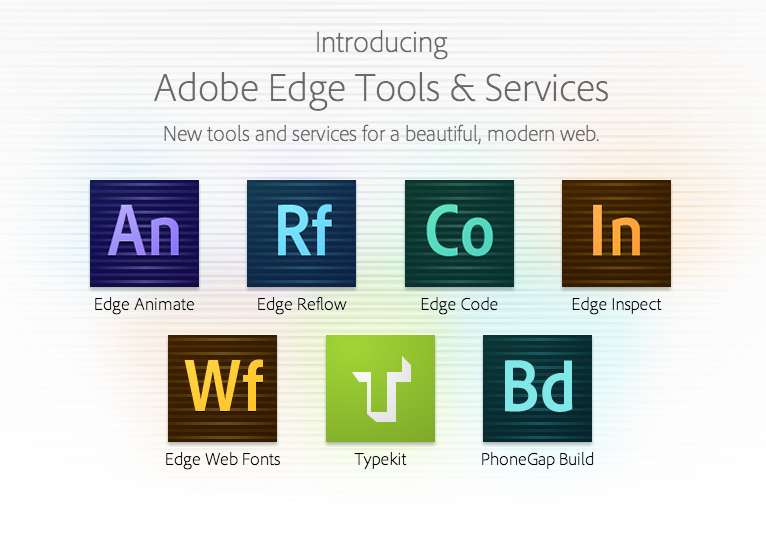 Introducing
Adobe Edge Tools & Services
New tools and services for a beautiful, modern web.
An Rf Co In
Edge Animate Edge Reflow Edge Code Edge Inspect
Wf Bd
Edge Web Fonts Typekit PhoneGap Build